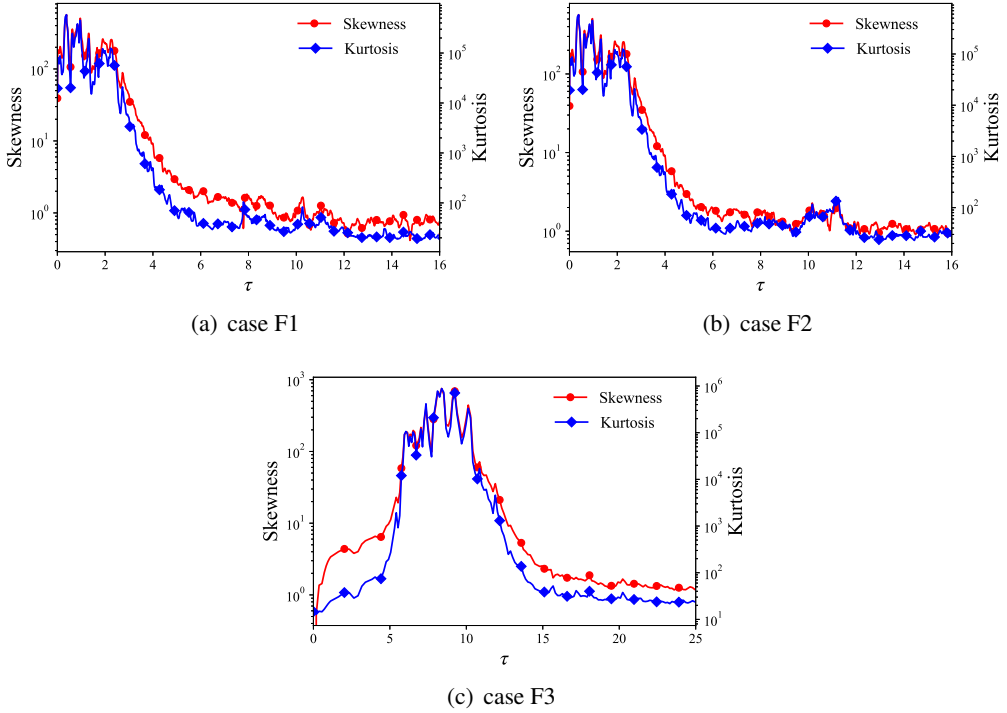 Skewness
Kurtosis
10²
10¹
10⁰
Skewness
10⁵
10⁴
10³
10²
Kurtosis
0 2 4 6 8 10 12 14 16
τ
(a) case F1
Skewness
Kurtosis
10²
10¹
10⁰
Skewness
10⁵
10⁴
10³
10²
Kurtosis
0 2 4 6 8 10 12 14 16
τ
(b) case F2
Skewness
Kurtosis
10³
10²
10¹
10⁰
Skewness
10⁶
10⁵
10⁴
10³
10²
10¹
Kurtosis
0 5 10 15 20 25
τ
(c) case F3